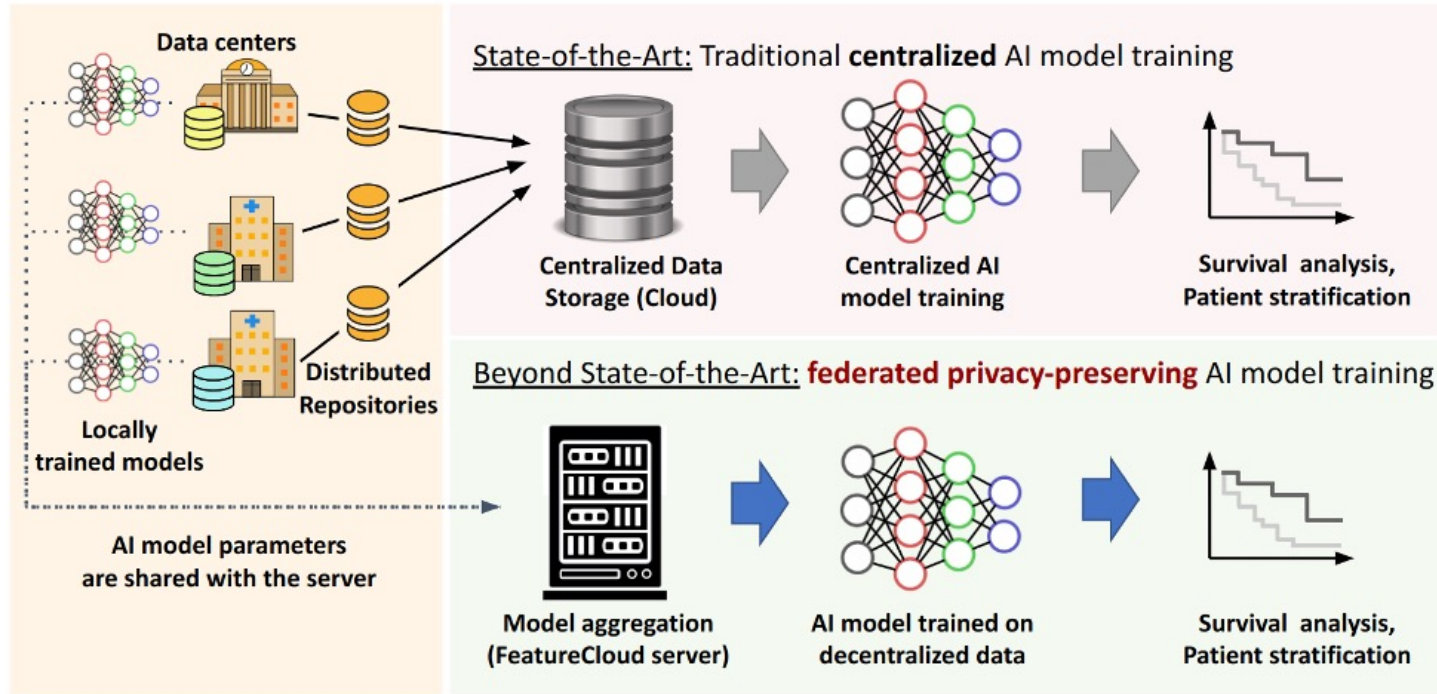 Data centers
Distributed
Repositories
Locally
trained models
AI model parameters
are shared with the server
State-of-the-Art: Traditional centralized AI model training
Centralized Data
Storage (Cloud)
Centralized AI
model training
Survival analysis,
Patient stratification
Beyond State-of-the-Art: federated privacy-preserving AI model training
Model aggregation
(FeatureCloud server)
AI model trained on
decentralized data
Survival analysis,
Patient stratification